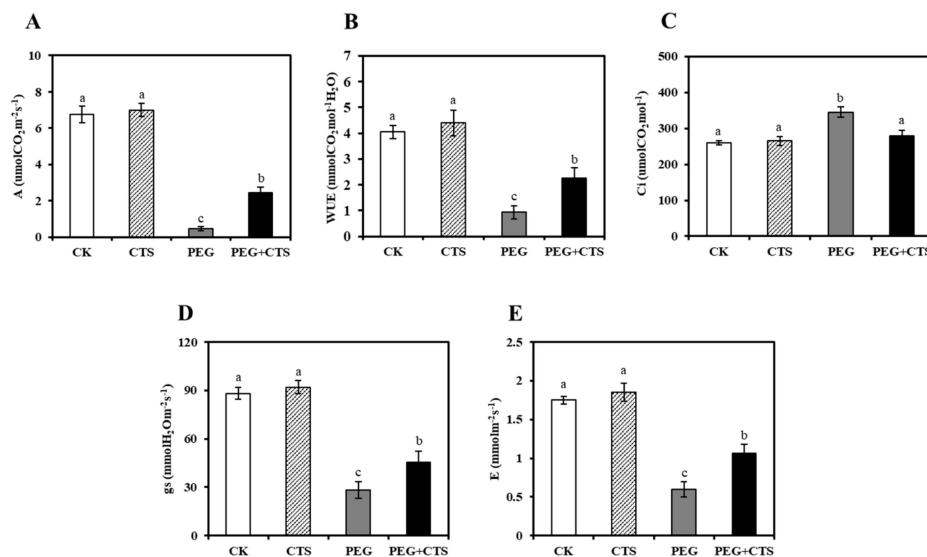 A
A (umolCO₂m⁻²s⁻¹)
10
8
6
4
2
0
a
a
c
b
CK CTS PEG PEG+CTS
B
WUE (mmolCO₂mol⁻¹H₂O)
7
6
5
4
3
2
1
0
a
a
c
b
CK CTS PEG PEG+CTS
C
Ci (umolCO₂mol⁻¹)
500
400
300
200
100
0
a
a
b
a
CK CTS PEG PEG+CTS
D
gs (mmolH₂Om⁻²s⁻¹)
120
90
60
30
0
a
a
c
b
CK CTS PEG PEG+CTS
E
E (mmolm⁻²s⁻¹)
2.5
2
1.5
1
0.5
0
a
a
c
b
CK CTS PEG PEG+CTS